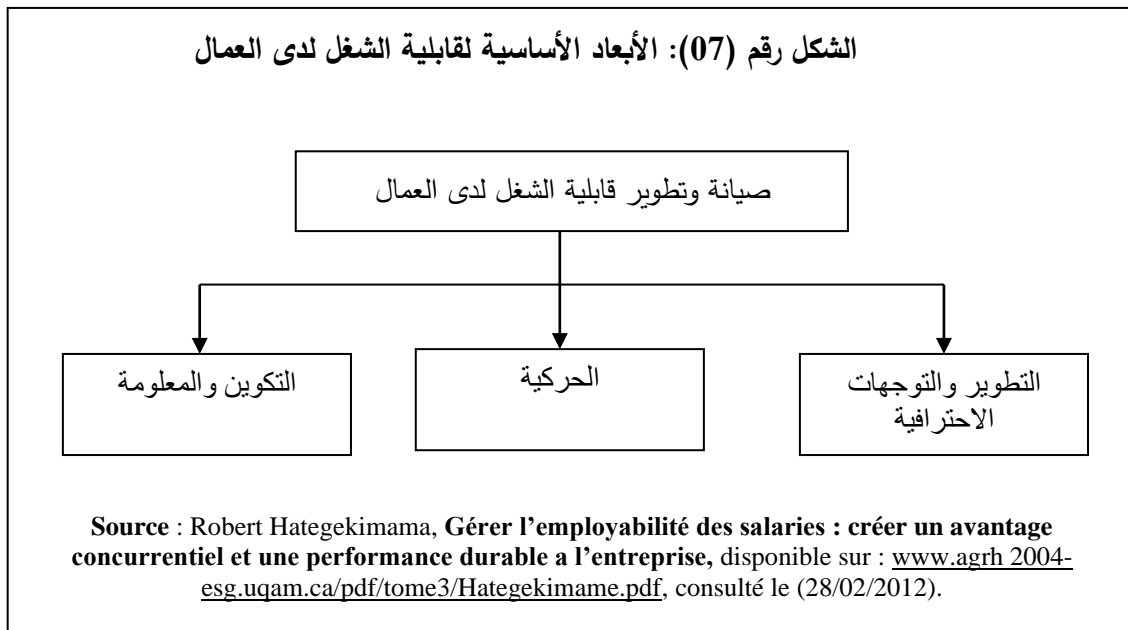 الشكل رقم (07): الأبعاد الأساسية لقابلية الشغل لدى العمال
صيانة وتطوير قابلية الشغل لدى العمال
التطوير والتوجهات
الاحترافية
الحركية
التكوين والمعلومة
Source : Robert Hategekimama, Gérer l’employabilité des salaries : créer un avantage
concurrentiel et une performance durable a l’entreprise, disponible sur : www.agrh 2004-
esg.uqam.ca/pdf/tome3/Hategekimame.pdf, consulté le (28/02/2012).